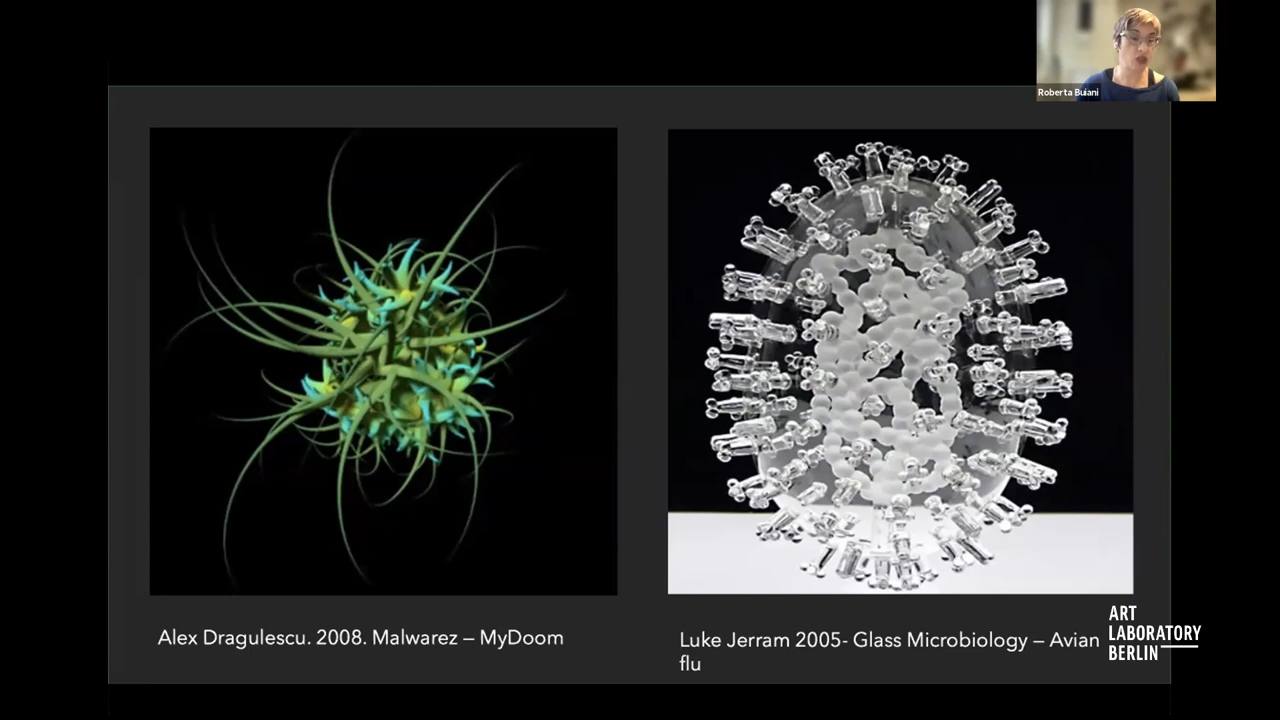 Roberta Buiani
Alex Dragulescu. 2008. Malwarez – MyDoom
Luke Jerram 2005- Glass Microbiology – Avian
flu
ART
LABORATORY
BERLIN